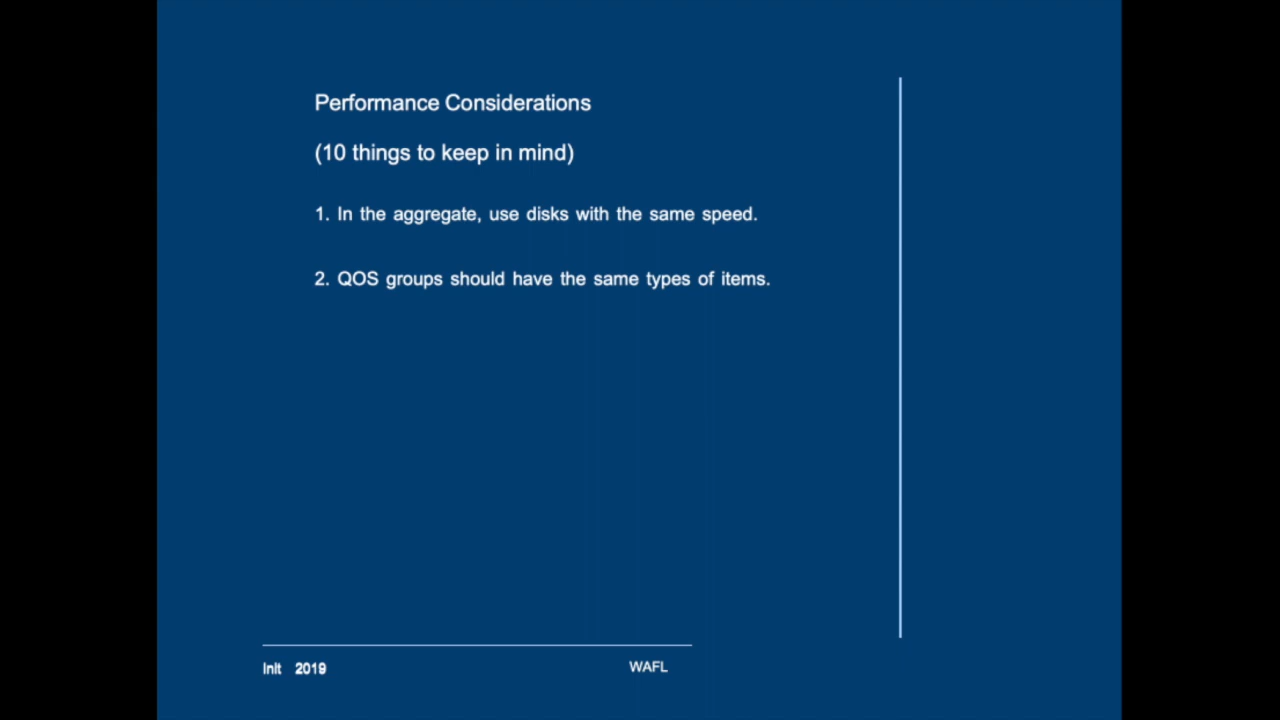 Performance Considerations
(10 things to keep in mind)
1. In the aggregate, use disks with the same speed.
2. QOS groups should have the same types of items.
Init 2019
WAFL